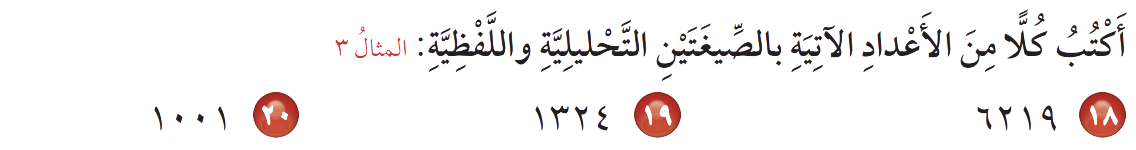 أَكْتُبُ كُلًّا مِنَ الأَعْدادِ الآتِيَةِ بالصِّيغَتَيْنِ التَّحْليلِيَّةِ واللَّفْظِيَّةِ: المثالُ ٣
١٨ ٦٢١٩ ١٩ ١٣٢٤ ٢٠ ١٠٠١